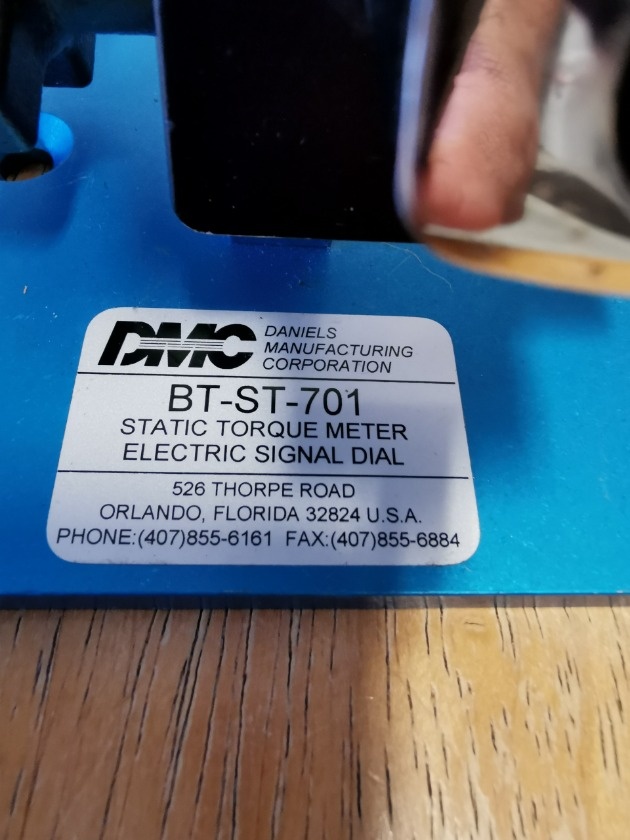 DMC DANIELS
MANUFACTURING
CORPORATION
BT-ST-701
STATIC TORQUE METER
ELECTRIC SIGNAL DIAL
526 THORPE ROAD
ORLANDO, FLORIDA 32824 U.S.A.
PHONE:(407)855-6161 FAX:(407)855-6884